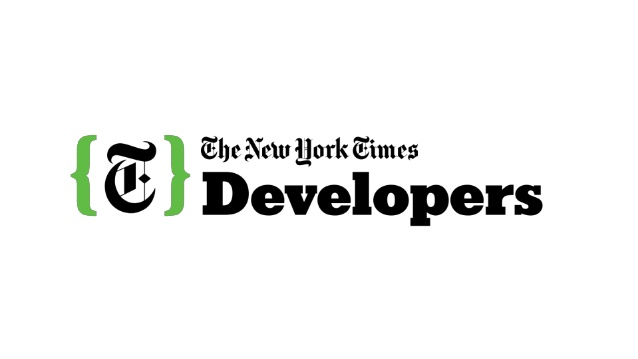 {T}
The New York Times
Developers